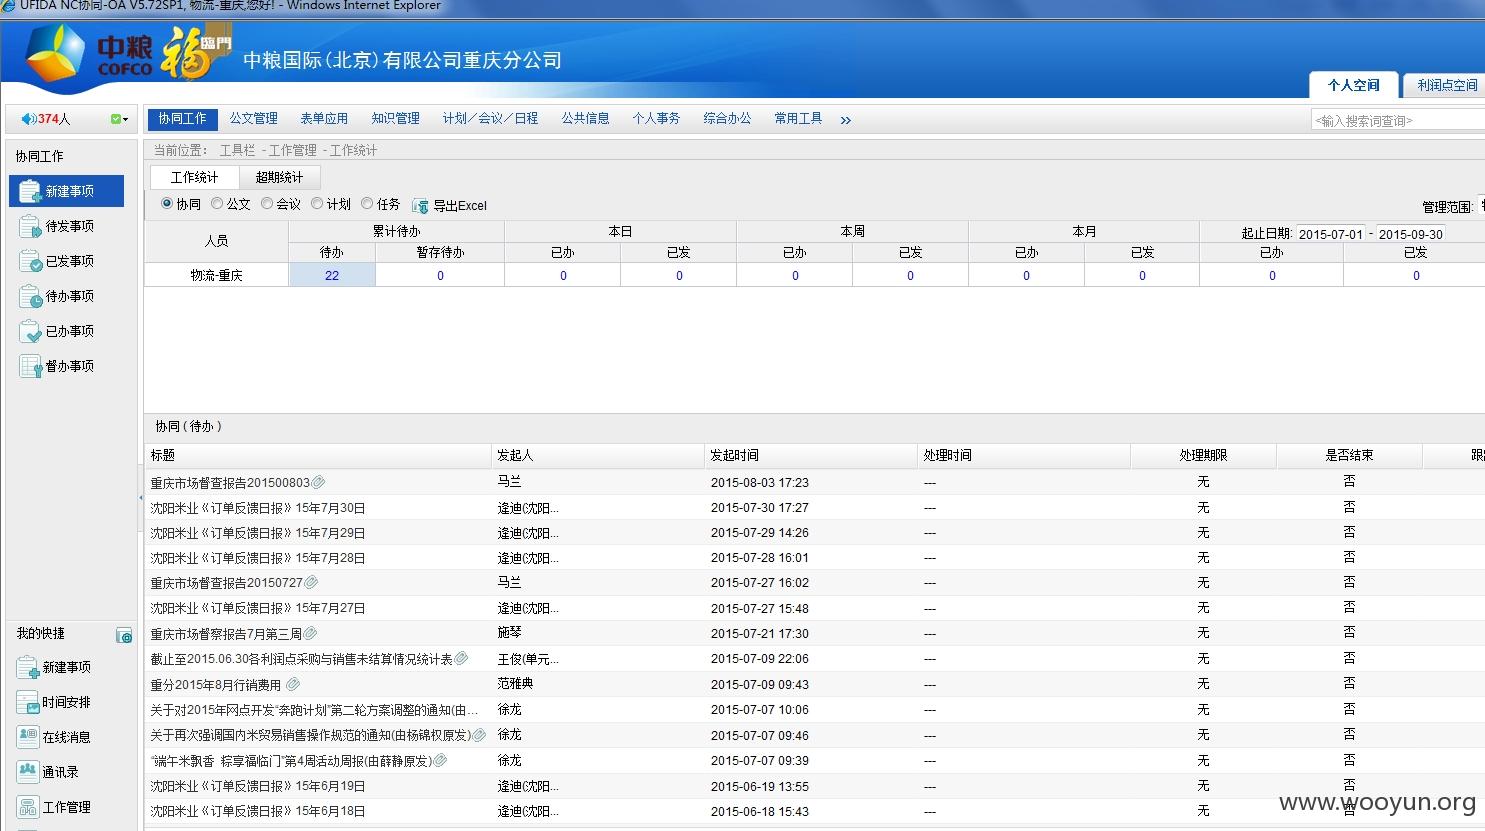 UFIDA NC协同-OA V5.72SP1, 物流-重庆,您好! - Windows Internet Explorer
中粮 COFCO 福臨門 中粮国际(北京)有限公司重庆分公司
个人空间 利润点空间
374人 协同工作 公文管理 表单应用 知识管理 计划/会议/日程 公共信息 个人事务 综合办公 常用工具 »
<输入搜索词查询>
协同工作
新建事项
待发事项
已发事项
待办事项
已办事项
督办事项
当前位置： 工具栏 - 工作管理 - 工作统计
工作统计 超期统计
协同 公文 会议 计划 任务 导出Excel 管理范围:
人员 累计待办 本日 本周 本月 起止日期: 2015-07-01 - 2015-09-30
待办 暂存待办 已办 已发 已办 已发 已办 已发 已办 已发
物流-重庆 22 0 0 0 0 0 0 0 0 0
协同 ( 待办 )
标题 发起人 发起时间 处理时间 处理期限 是否结束
重庆市场督查报告201500803 马兰 2015-08-03 17:23 --- 无 否
沈阳米业《订单反馈日报》15年7月30日 逄迪(沈阳... 2015-07-30 17:27 --- 无 否
沈阳米业《订单反馈日报》15年7月29日 逄迪(沈阳... 2015-07-29 14:26 --- 无 否
沈阳米业《订单反馈日报》15年7月28日 逄迪(沈阳... 2015-07-28 16:01 --- 无 否
重庆市场督查报告20150727 马兰 2015-07-27 16:02 --- 无 否
沈阳米业《订单反馈日报》15年7月27日 逄迪(沈阳... 2015-07-27 15:48 --- 无 否
重庆市场督察报告7月第三周 施琴 2015-07-21 17:30 --- 无 否
截止至2015.06.30各利润点采购与销售未结算情况统计表 王俊(单元... 2015-07-09 22:06 --- 无 否
重分2015年8月行销费用 范雅典 2015-07-09 09:43 --- 无 否
关于对2015年网点开发“奔跑计划”第二轮方案调整的通知(由... 徐龙 2015-07-07 10:06 --- 无 否
关于再次强调国内米贸易销售操作规范的通知(由杨锦权原发) 徐龙 2015-07-07 09:46 --- 无 否
“端午米飘香 粽享福临门”第4周活动周报(由薛静原发) 徐龙 2015-07-07 09:39 --- 无 否
沈阳米业《订单反馈日报》15年6月19日 逄迪(沈阳... 2015-06-19 13:55 --- 无 否
沈阳米业《订单反馈日报》15年6月18日 逄迪(沈阳... 2015-06-18 15:43 --- 无 否
我的快捷
新建事项
时间安排
在线消息
通讯录
工作管理
www.wooyun.org